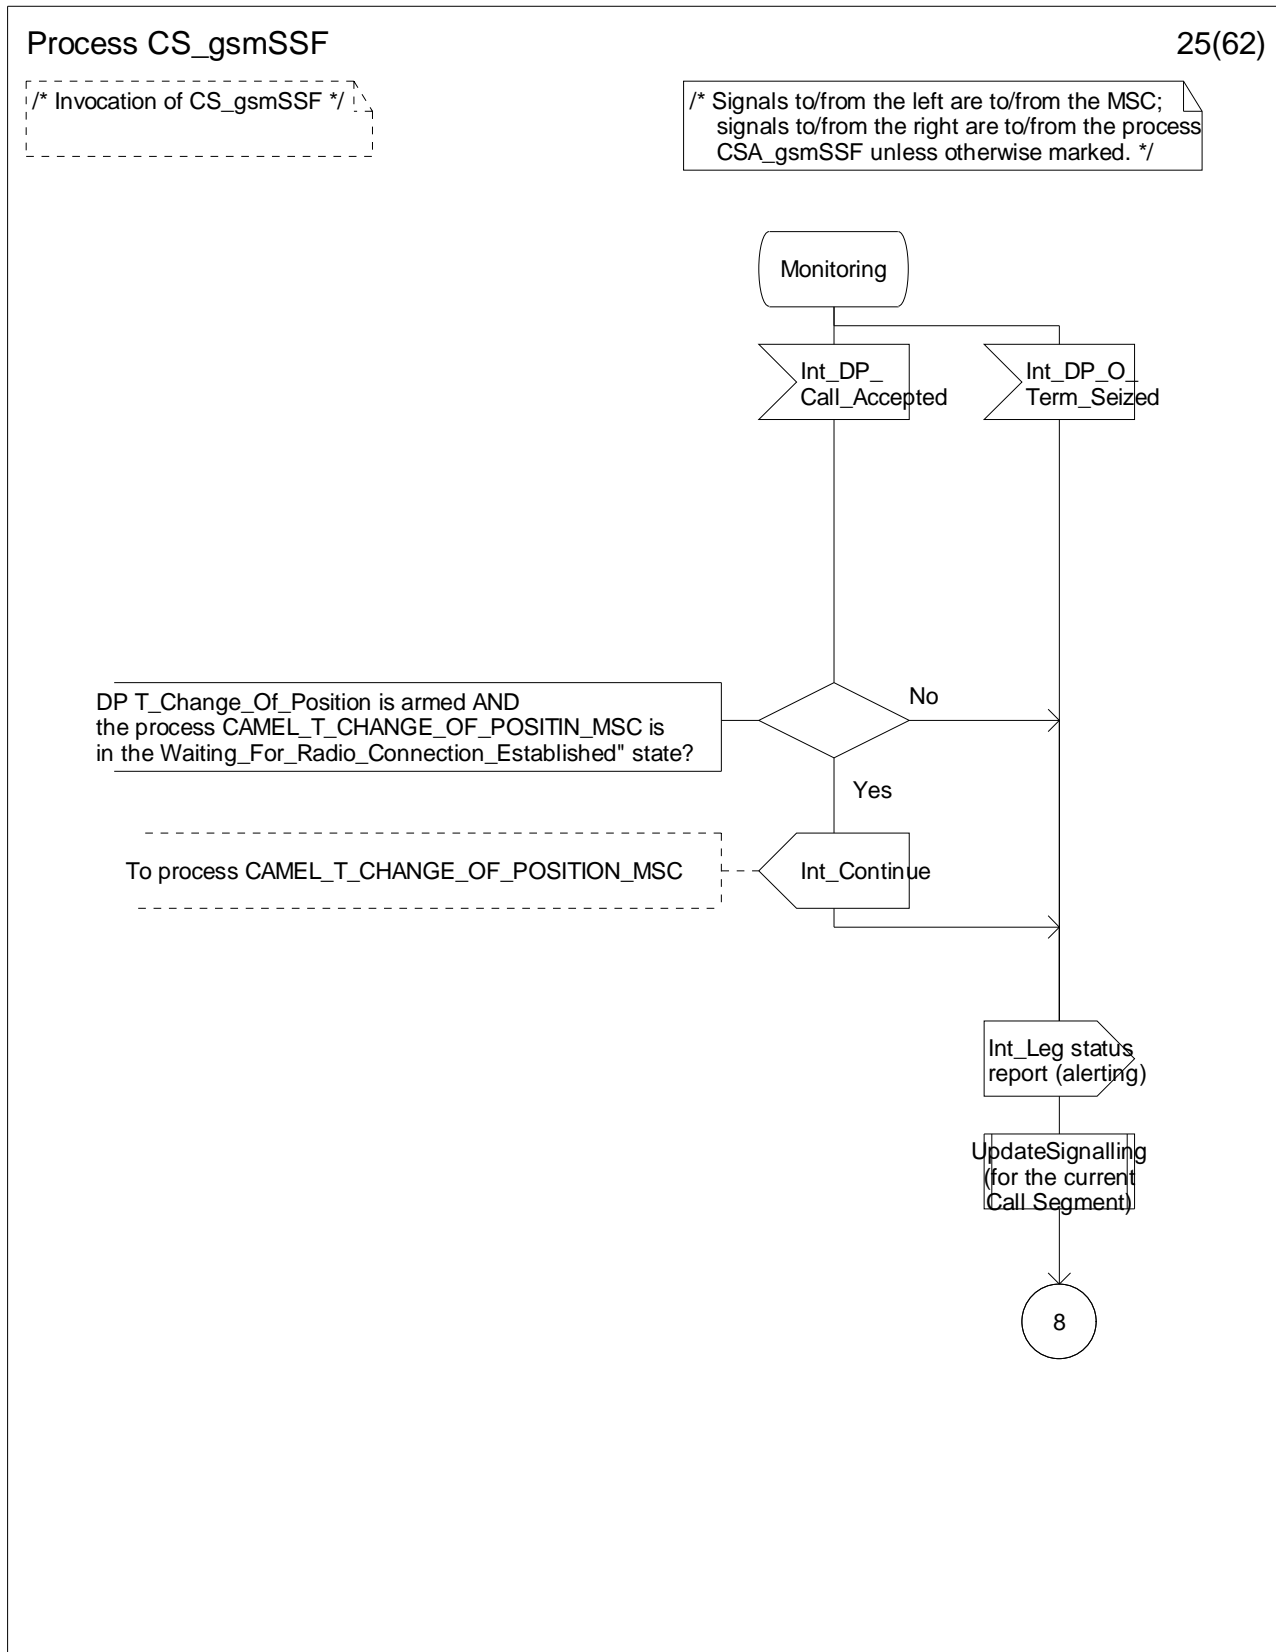 Process CS_gsmSSF
25(62)
/* Invocation of CS_gsmSSF */
/* Signals to/from the left are to/from the MSC;
signals to/from the right are to/from the process
CSA_gsmSSF unless otherwise marked. */
Monitoring
Int_DP_
Call_Accepted
Int_DP_O_
Term_Seized
DP T_Change_Of_Position is armed AND
the process CAMEL_T_CHANGE_OF_POSITIN_MSC is
in the Waiting_For_Radio_Connection_Established" state?
No
Yes
To process CAMEL_T_CHANGE_OF_POSITION_MSC
Int_Continue
Int_Leg status
report (alerting)
UpdateSignalling
(for the current
Call Segment)
8